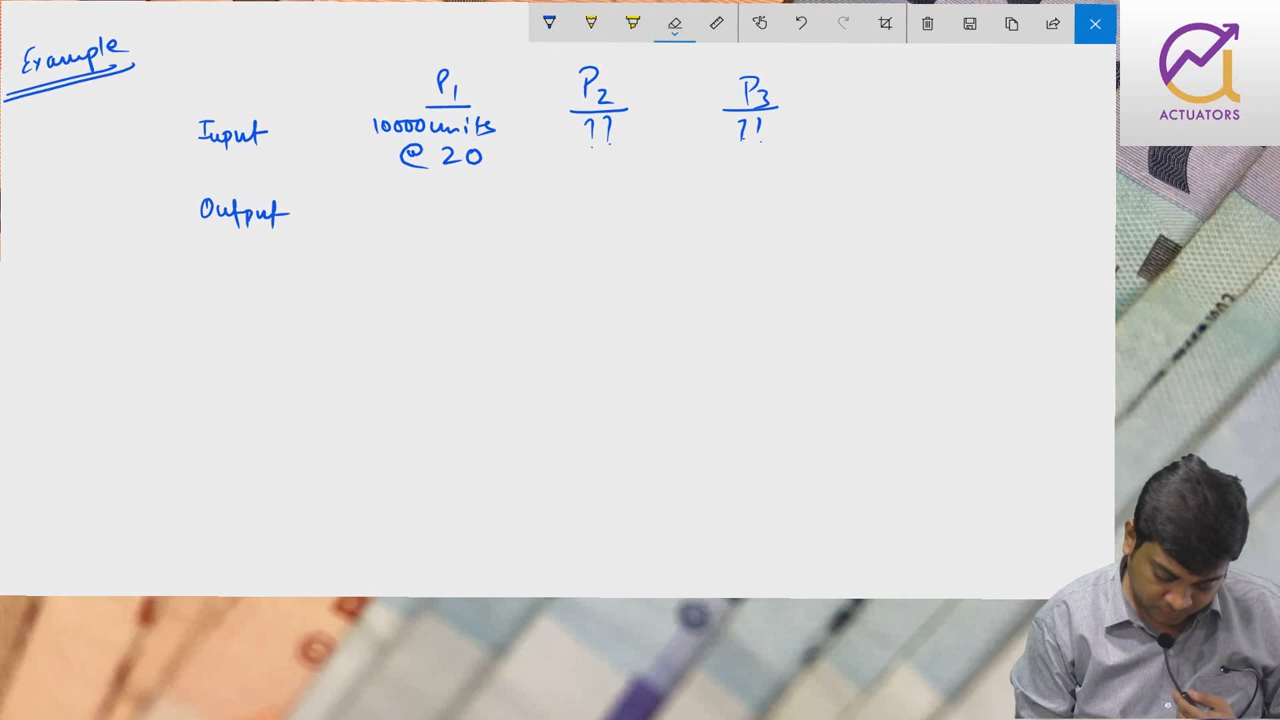 Example
P1 P2 P3
Input 10000 units ?? ?!
@ 20
Output
ACTUATORS